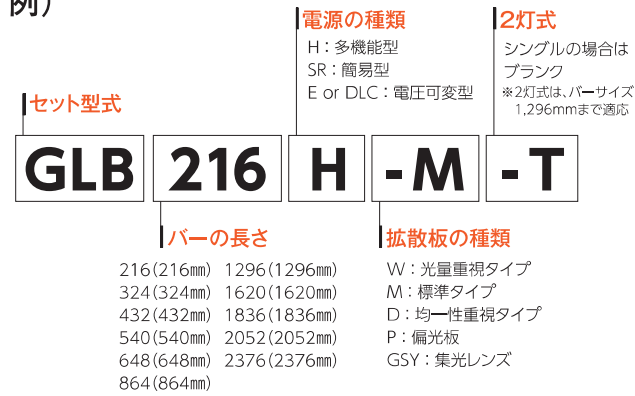 例）
電源の種類
H：多機能型
SR：簡易型
E or DLC：電圧可変型
2灯式
シングルの場合は
ブランク
※2灯式は、バーサイズ
1,296mmまで適応
セット型式
GLB 216 H -M -T
バーの長さ
216(216㎜) 1296(1296㎜)
324(324㎜) 1620(1620㎜)
432(432㎜) 1836(1836㎜)
540(540㎜) 2052(2052㎜)
648(648㎜) 2376(2376㎜)
864(864㎜)
拡散板の種類
W：光量重視タイプ
M：標準タイプ
D：均一性重視タイプ
P：偏光板
GSY：集光レンズ